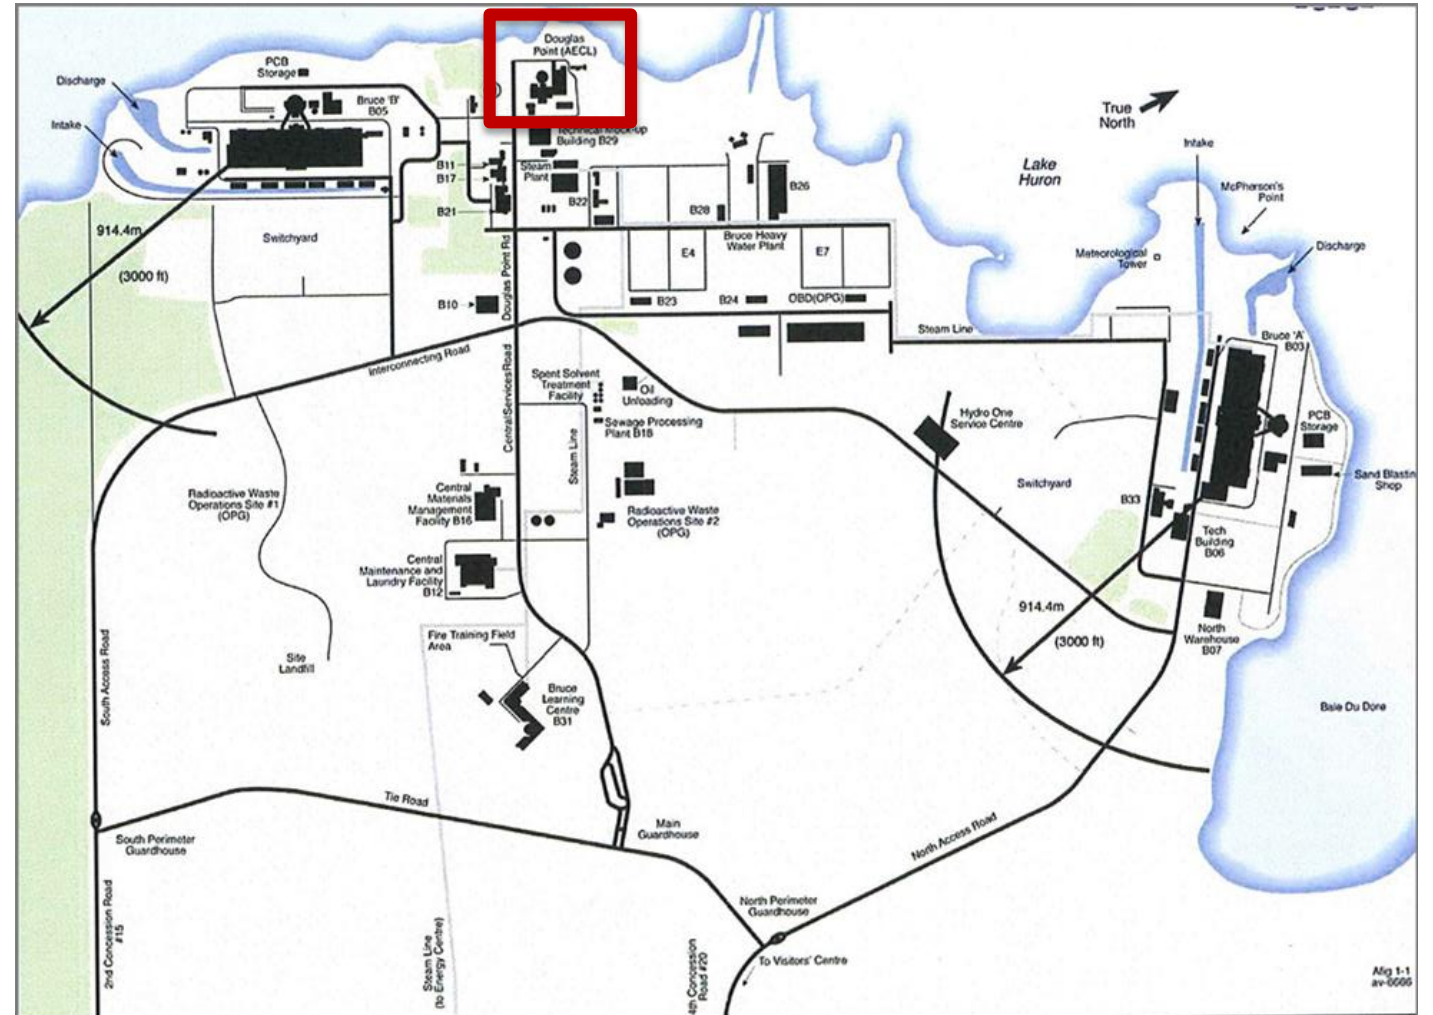 Douglas
Point (AECL)
PCB
Storage
Discharge
Bruce 'B'
B05
Intake
True
North
Technical Mock-up
Building B29
Lake
Huron
Intake
B11
B17
Steam
Plant
B26
McPherson's
Point
B22
B21
B28
914.4m
Switchyard
Bruce Heavy
Water Plant
Discharge
E4
E7
Meteorological
Tower
(3000 ft)
Douglas Point Rd
B10
B23
B24
OBD(OPG)
Steam Line
Bruce 'A'
B03
Interconnecting Road
Central Services Road
Spent Solvent
Treatment
Facility
Oil
Unloading
Sewage Processing
Plant B18
Hydro One
Service Centre
PCB
Storage
Steam Line
Sand Blastin
Shop
Switchyard
Radioactive Waste
Operations Site #1
(OPG)
Central
Materials
Management
Facility B16
Radioactive Waste
Operations Site #2
(OPG)
B33
Tech
Building
B06
Central
Maintenance and
Laundry Facility
B12
914.4m
(3000 ft)
North
Warehouse
B07
Fire Training Field
Area
Site
Landfill
South Access Road
Bruce
Learning
Centre
B31
Baie Du Dore
Tie Road
Main
Guardhouse
South Perimeter
Guardhouse
North Access Road
2nd Concession Road
#15
North Perimeter
Guardhouse
Steam Line
(to Energy Centre)
4th Concession
Road #20
To Visitors' Centre
Afig 1-1
av-6666